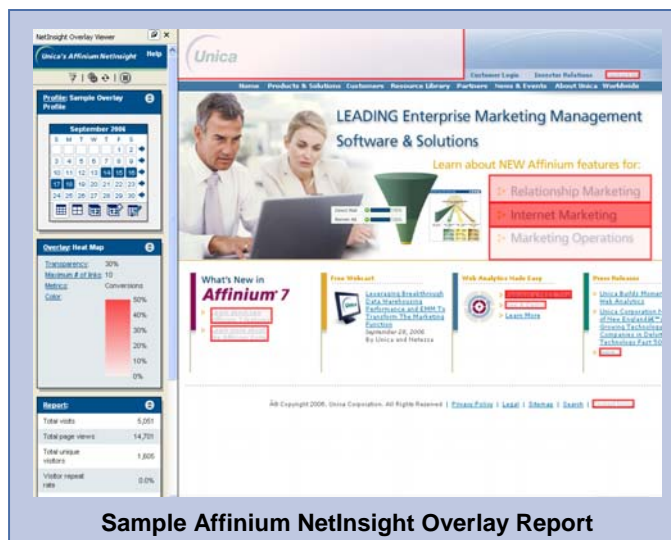 NetInsight Overlay Viewer
Unica's Affinium NetInsight Help
Profile: Sample Overlay Profile
September 2006
S M T W T F S
1 2
3 4 5 6 7 8 9
10 11 12 13 14 15 16
17 18 19 20 21 22 23
24 25 26 27 28 29 30
Overlay: Heat Map
Transparency: 30%
Maximum # of links: 10
Metrics: Conversions
Color:
50%
40%
30%
20%
10%
0%
Report:
Total visits 5,051
Total page views 14,701
Total unique visitors 1,605
Visitor repeat rate 0.0%
Unica
Customer Login Investor Relations
Home Products & Solutions Customers Resource Library Partners News & Events About Unica Worldwide
LEADING Enterprise Marketing Management
Software & Solutions
Learn about NEW Affinium features for:
Relationship Marketing
Internet Marketing
Marketing Operations
What's New in
Affinium 7
Free Webcast
Leveraging Breakthrough
Data Warehousing
Performance and EMM To
Transform The Marketing
Function
September 28, 2006
By Unica and Netezza
Web Analytics Made Easy
Learn More
Press Releases
Unica Builds
Web Analytics
Unica Corporation
of New England
Growing Technology
Companies in
Technology Fast
© Copyright 2006, Unica Corporation. All Rights Reserved | Privacy Policy | Legal | Sitemap | Search |
Sample Affinium NetInsight Overlay Report